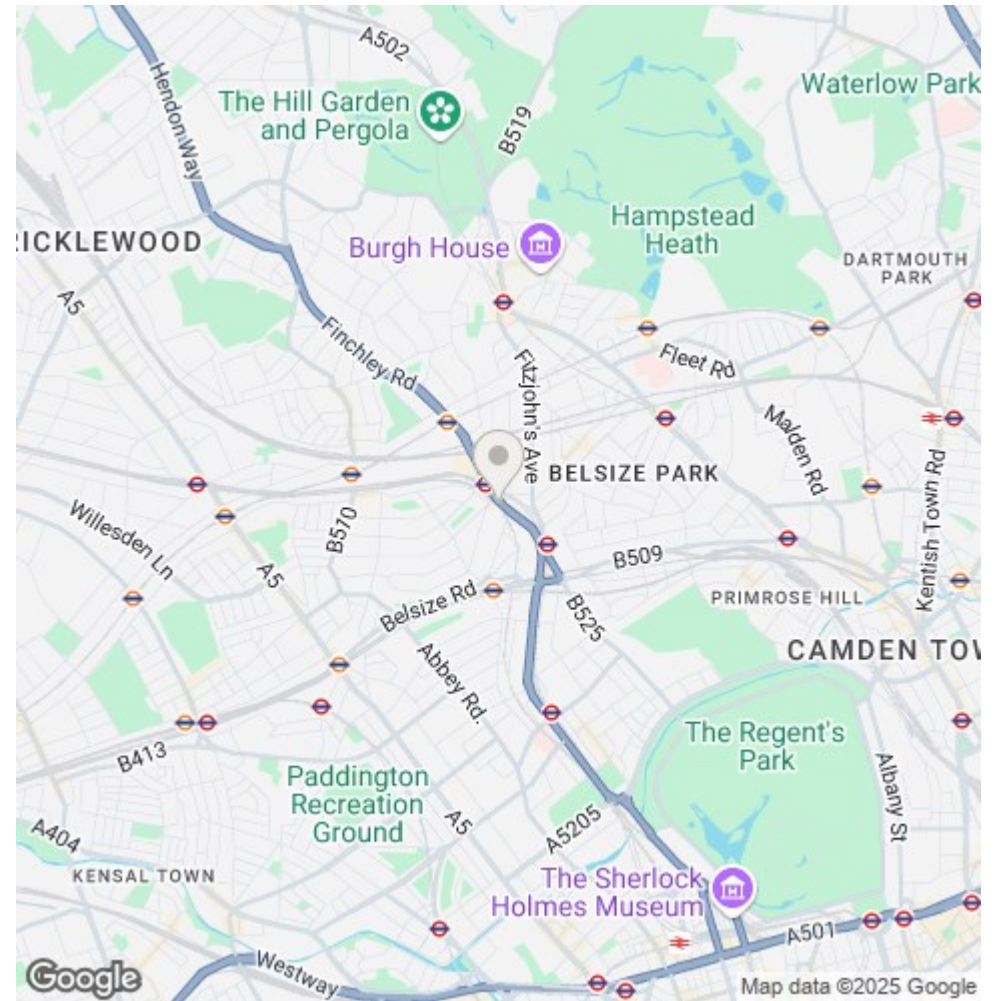 A502
Waterlow Park
The Hill Garden
and Pergola
Hendon Way
B519
Hampstead
Heath
RICKLEWOOD
Burgh House
DARTMOUTH
PARK
A5
Finchley Rd
Fitzjohn's Ave
Fleet Rd
Malden Rd
BELSIZE PARK
Kentish Town Rd
Willesden Ln
B510
A5
B509
Belsize Rd
B525
PRIMROSE HILL
CAMDEN TOW
Abbey Rd.
B413
The Regent's
Park
Albany St
Paddington
Recreation
Ground
A5
A5205
A404
KENSAL TOWN
The Sherlock
Holmes Museum
A501
Westway
Google
Map data ©2025 Google